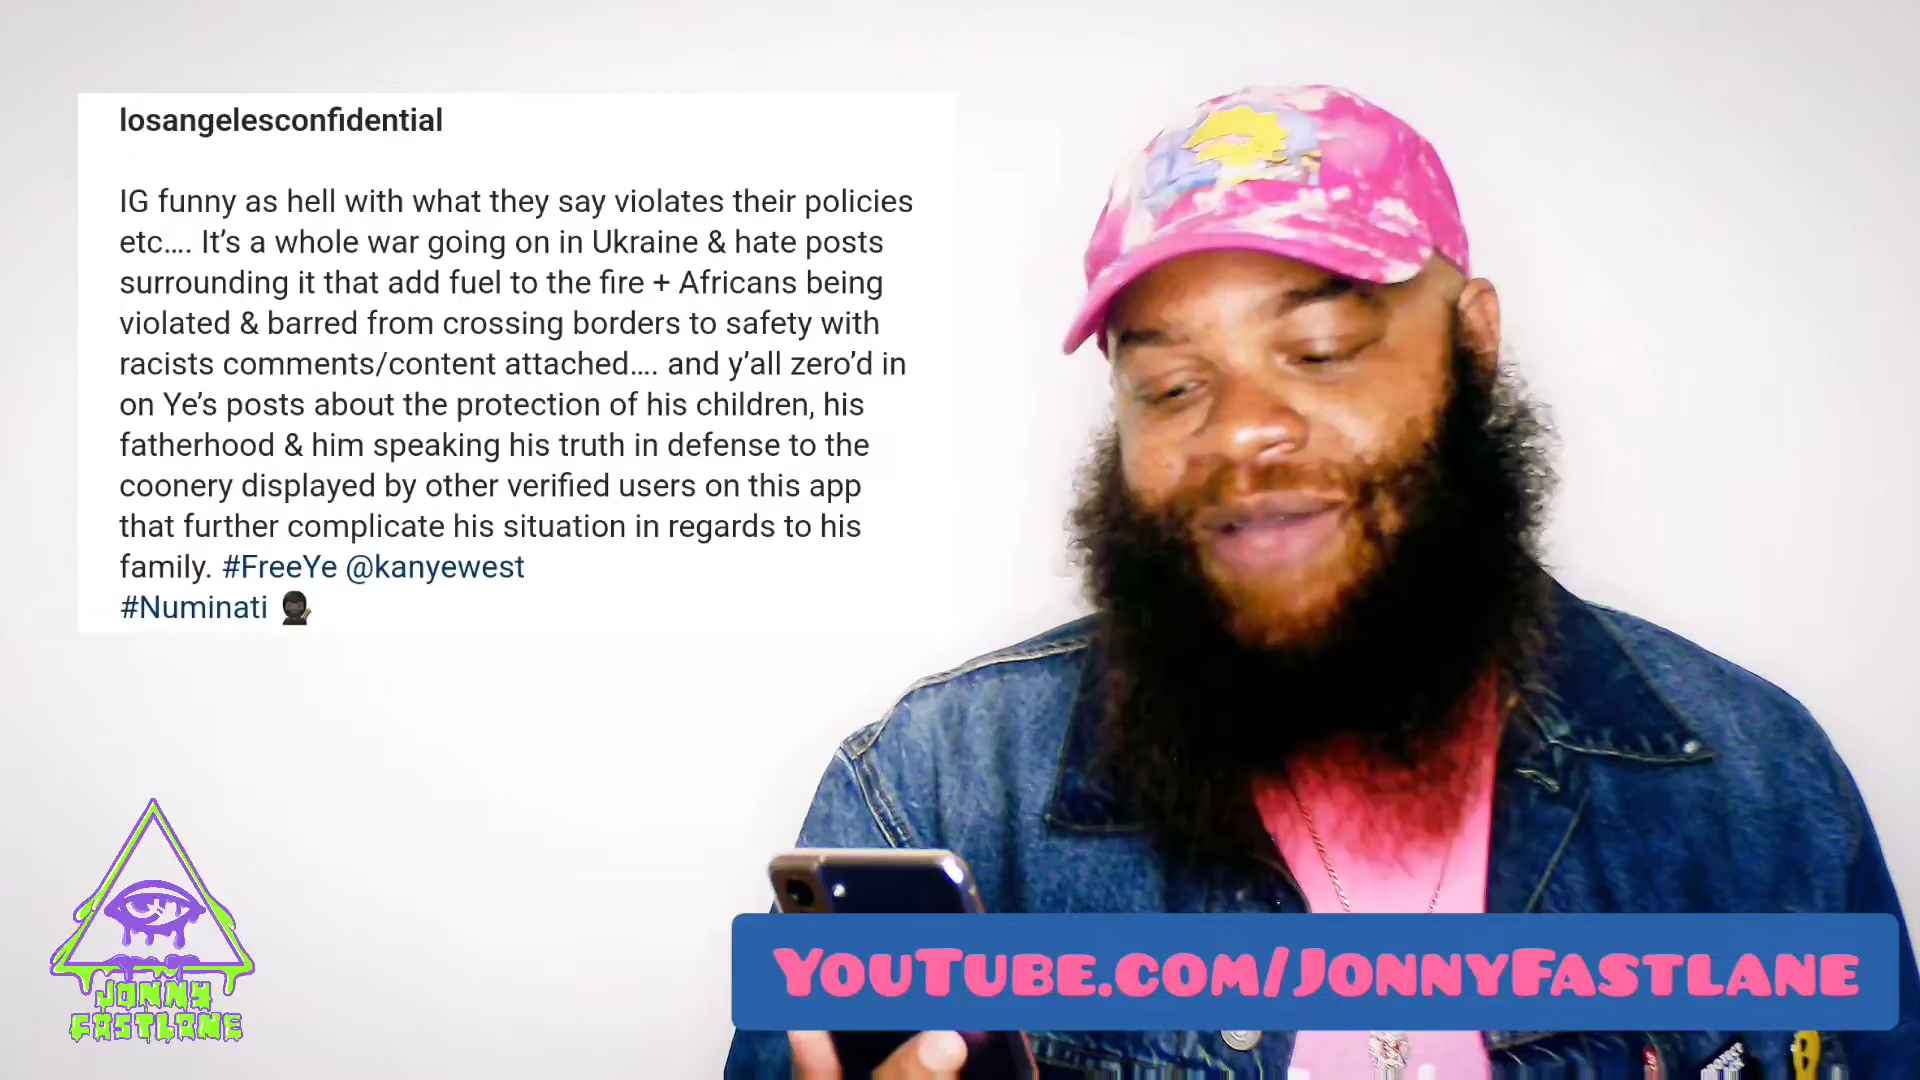 losangelesconfidential
IG funny as hell with what they say violates their policies
etc.... It’s a whole war going on in Ukraine & hate posts
surrounding it that add fuel to the fire + Africans being
violated & barred from crossing borders to safety with
racists comments/content attached.... and y’all zero’d in
on Ye’s posts about the protection of his children, his
fatherhood & him speaking his truth in defense to the
coonery displayed by other verified users on this app
that further complicate his situation in regards to his
family. #FreeYe @kanyewest
#Numinati
JONNY
FASTLANE
YOUTUBE.COM/JONNYFASTLANE